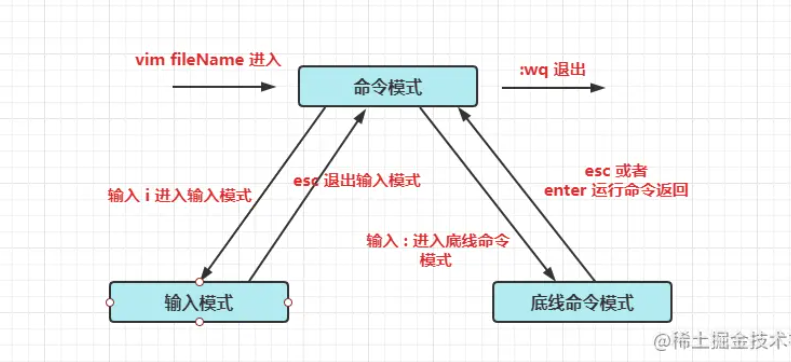 vim fileName 进入
命令模式
:wq 退出
输入 i 进入输入模式
esc 退出输入模式
esc 或者
enter 运行命令返回
输入 : 进入底线命令
模式
输入模式
底线命令模式
@稀土掘金技术